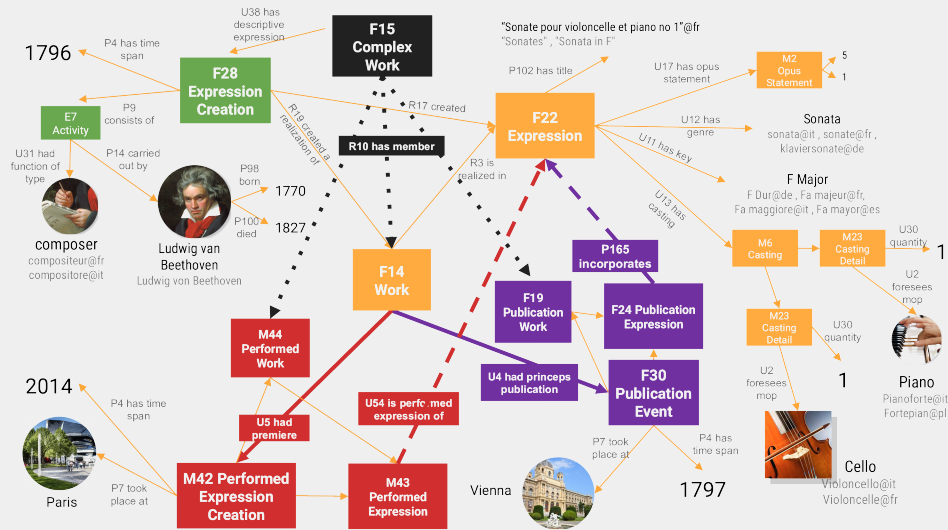 U38 has
descriptive
expression
F15
Complex
Work
"Sonate pour violoncelle et piano no 1"@fr
"Sonates" , "Sonata in F"
1796
P4 has time
span
P102 has title
F28
Expression
Creation
U17 has opus
statement
M2
Opus
Statement
5
1
E7
Activity
P9
consists of
R19 created a
realization of
R17 created
F22
Expression
U12 has
genre
Sonata
sonata@it , sonate@fr ,
klaviersonate@de
R10 has member
U31 had
function of
type
P14 carried
out by
P98
born
1770
P100
died
1827
R3 is
realized in
U11 has key
F Major
F Dur@de , Fa majeur@fr,
Fa maggiore@it , Fa mayor@es
U13 has
casting
composer
compositeur@fr
compositore@it
Ludwig van
Beethoven
Ludwig van Beethoven
F14
Work
P165
incorporates
M6
Casting
M23
Casting
Detail
U30
quantity
1
U2
foresees
mop
F19
Publication
Work
F24 Publication
Expression
M23
Casting
Detail
U30
quantity
1
M44
Performed
Work
U4 had princeps
publication
F30
Publication
Event
U2
foresees
mop
Piano
Pianoforte@it
Fortepian@pl
2014
P4 has time
span
U5 had
premiere
U54 is performed
expression of
P7 took
place at
P4 has
time
span
Cello
Violoncello@it
Violoncelle@fr
Paris
P7 took
place at
M42 Performed
Expression
Creation
M43
Performed
Expression
Vienna
1797